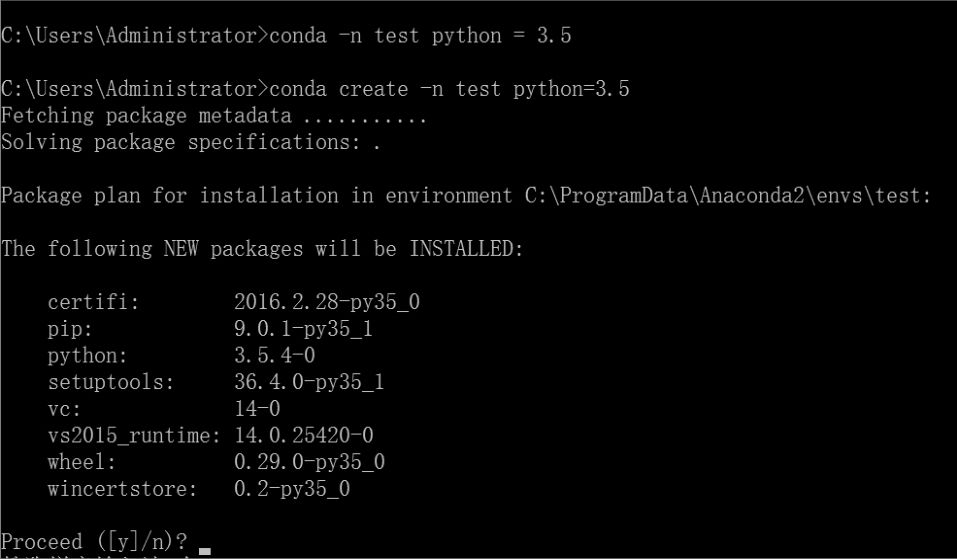 C:\Users\Administrator>conda -n test python = 3.5
C:\Users\Administrator>conda create -n test python=3.5
Fetching package metadata ...........
Solving package specifications: .
Package plan for installation in environment C:\ProgramData\Anaconda2\envs\test:
The following NEW packages will be INSTALLED:
certifi: 2016.2.28-py35_0
pip: 9.0.1-py35_1
python: 3.5.4-0
setuptools: 36.4.0-py35_1
vc: 14-0
vs2015_runtime: 14.0.25420-0
wheel: 0.29.0-py35_0
wincertstore: 0.2-py35_0
Proceed ([y]/n)?